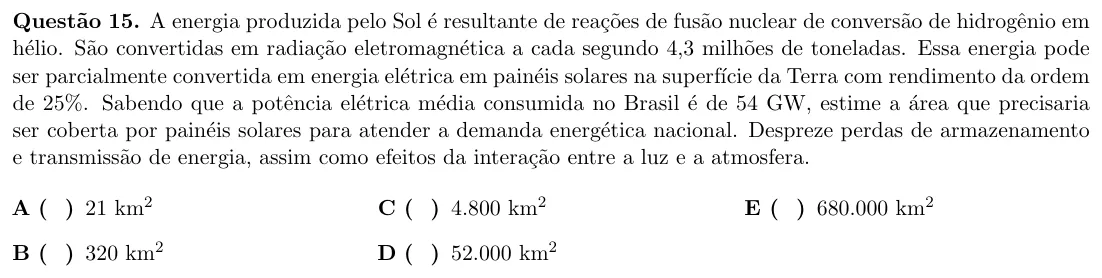 Questão 15. A energia produzida pelo Sol é resultante de reações de fusão nuclear de conversão de hidrogênio em
hélio. São convertidas em radiação eletromagnética a cada segundo 4,3 milhões de toneladas. Essa energia pode
ser parcialmente convertida em energia elétrica em painéis solares na superfície da Terra com rendimento da ordem
de 25%. Sabendo que a potência elétrica média consumida no Brasil é de 54 GW, estime a área que precisaria
ser coberta por painéis solares para atender a demanda energética nacional. Despreze perdas de armazenamento
e transmissão de energia, assim como efeitos da interação entre a luz e a atmosfera.
A ( ) 21 km² C ( ) 4.800 km² E ( ) 680.000 km²
B ( ) 320 km² D ( ) 52.000 km²